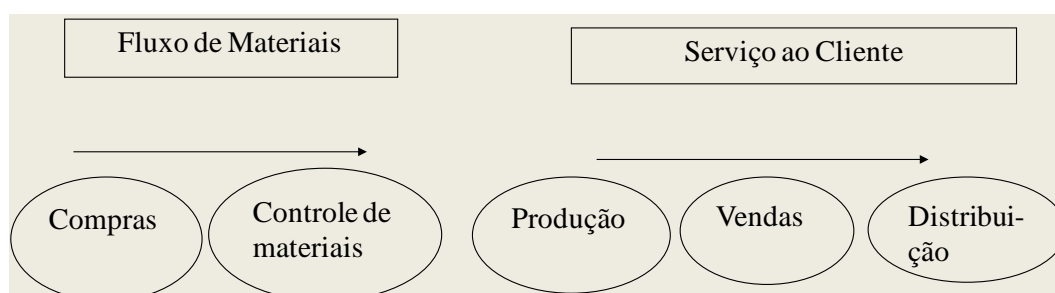 Fluxo de Materiais
Serviço ao Cliente
Compras
Controle de
materiais
Produção
Vendas
Distribui-
ção